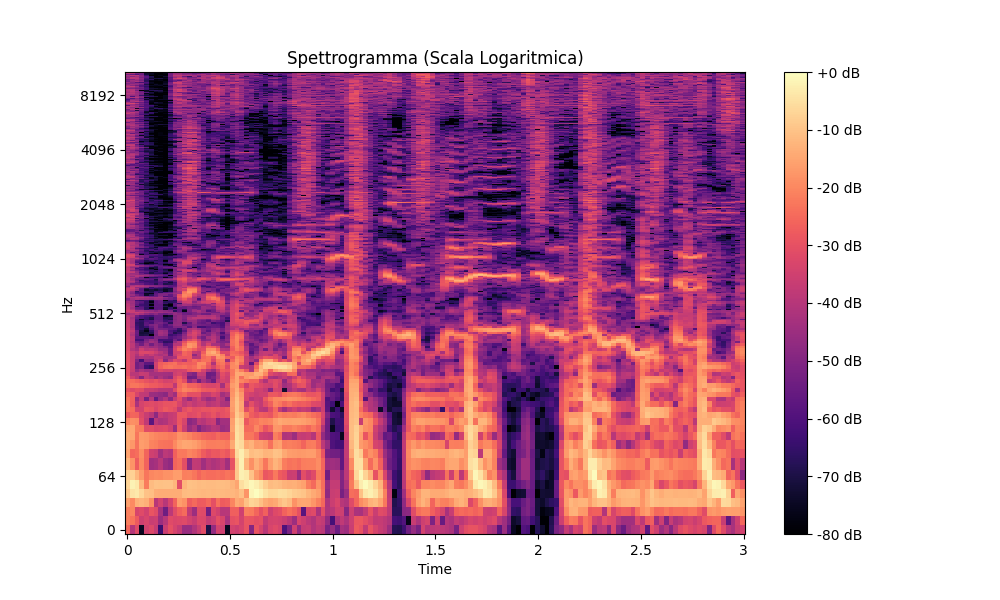 Spettrogramma (Scala Logaritmica)
Hz
8192
4096
2048
1024
512
256
128
64
0
0
0.5
1
1.5
2
2.5
3
Time
+0 dB
-10 dB
-20 dB
-30 dB
-40 dB
-50 dB
-60 dB
-70 dB
-80 dB